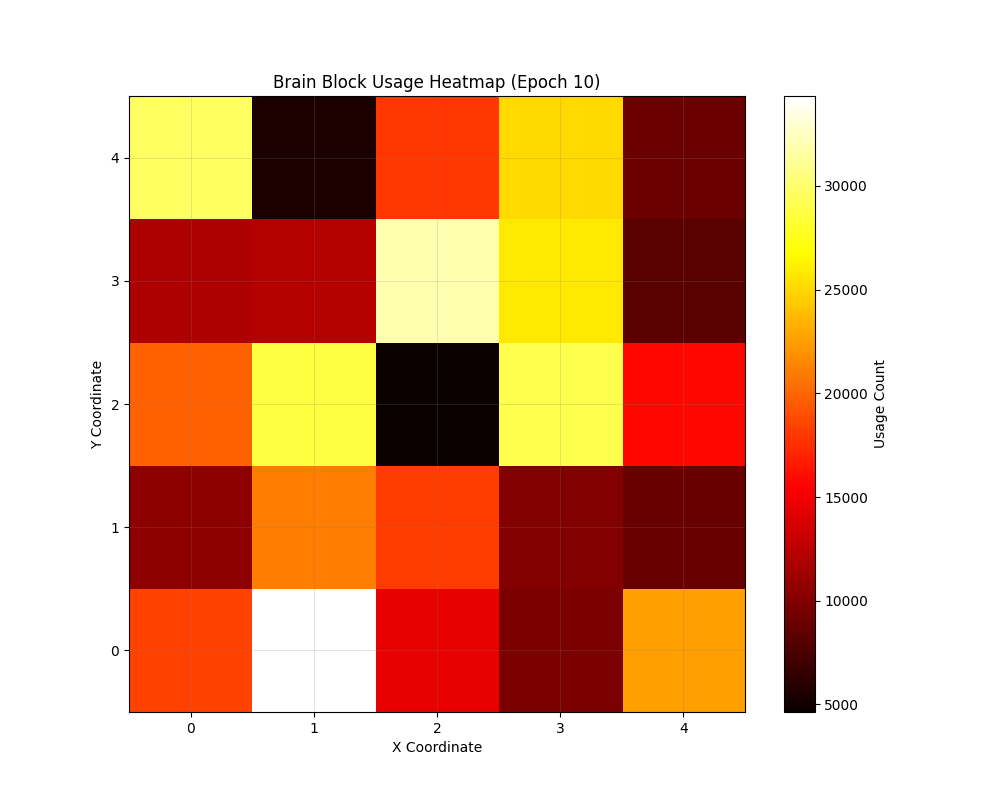 Brain Block Usage Heatmap (Epoch 10)
4
3
2
1
0
Y Coordinate
0 1 2 3 4
X Coordinate
30000
25000
20000
15000
10000
5000
Usage Count